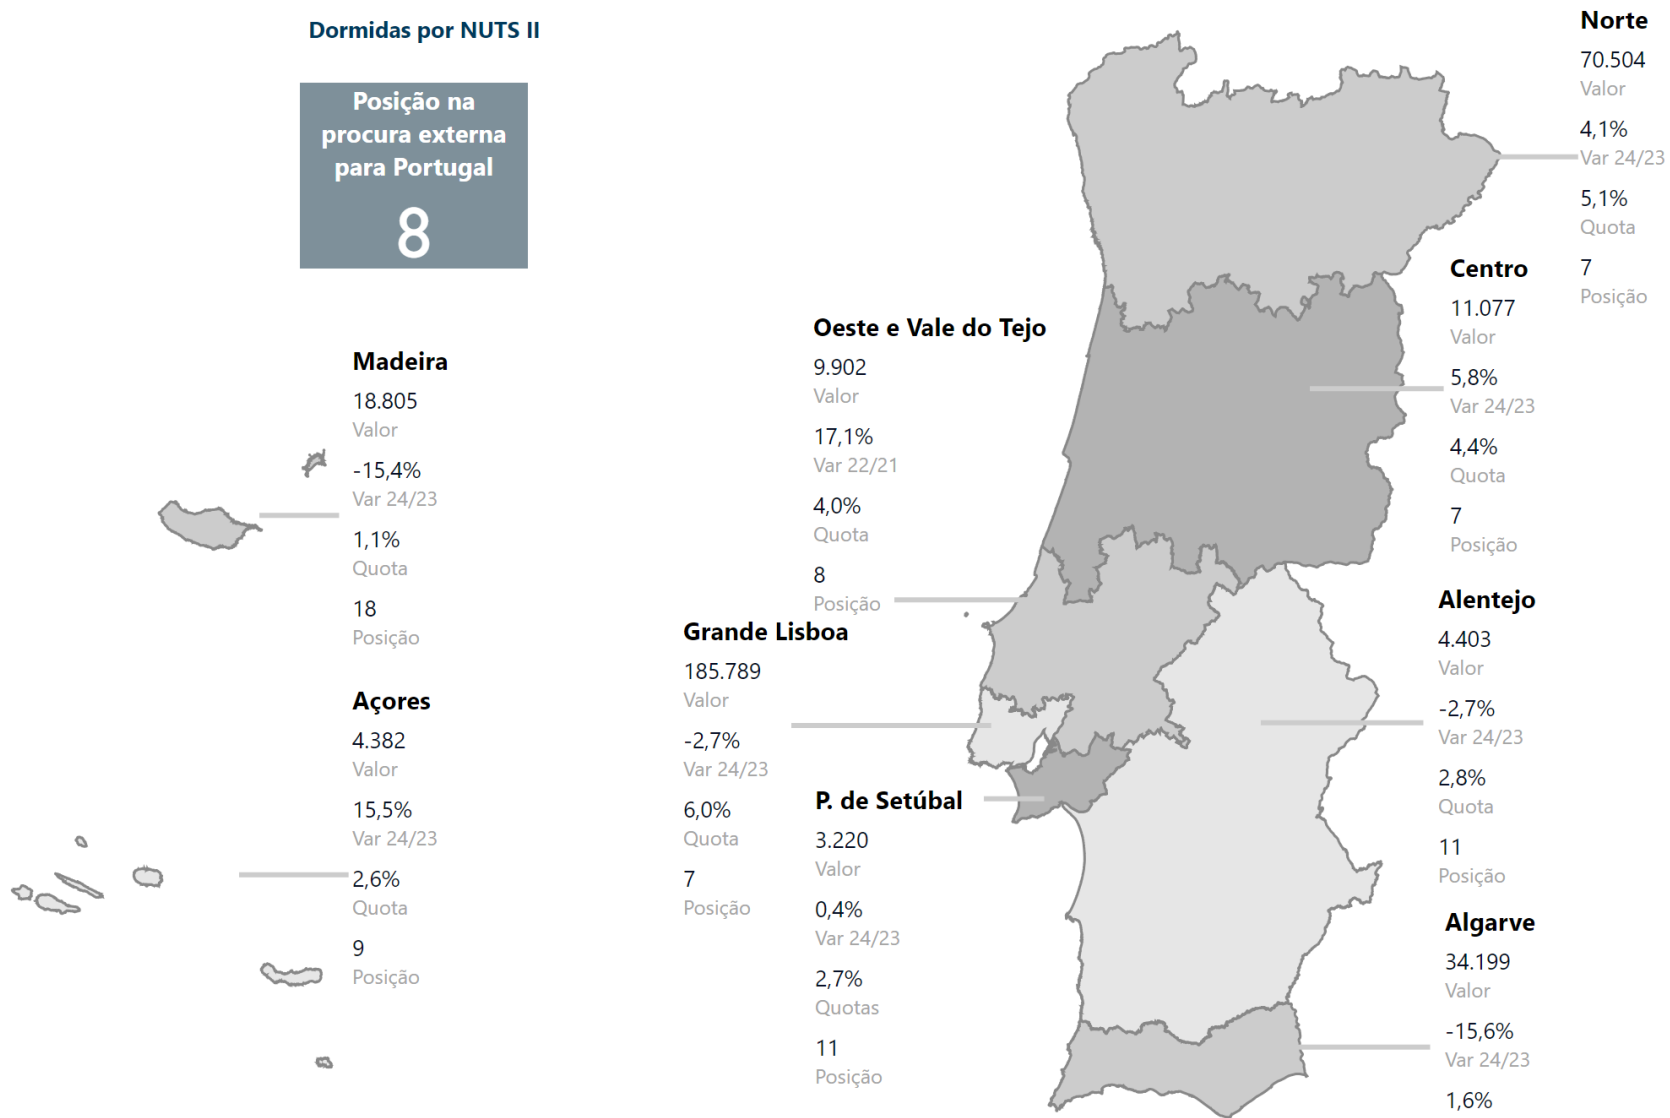 Dormidas por NUTS II
Posição na
procura externa
para Portugal
8
Norte
70.504
Valor
4,1%
Var 24/23
5,1%
Quota
7
Posição
Centro
11.077
Valor
5,8%
Var 24/23
4,4%
Quota
7
Posição
Oeste e Vale do Tejo
9.902
Valor
17,1%
Var 22/21
4,0%
Quota
8
Posição
Madeira
18.805
Valor
-15,4%
Var 24/23
1,1%
Quota
18
Posição
Grande Lisboa
185.789
Valor
-2,7%
Var 24/23
6,0%
Quota
7
Posição
Alentejo
4.403
Valor
-2,7%
Var 24/23
2,8%
Quota
11
Posição
Açores
4.382
Valor
15,5%
Var 24/23
2,6%
Quota
9
Posição
P. de Setúbal
3.220
Valor
0,4%
Var 24/23
2,7%
Quotas
11
Posição
Algarve
34.199
Valor
-15,6%
Var 24/23
1,6%